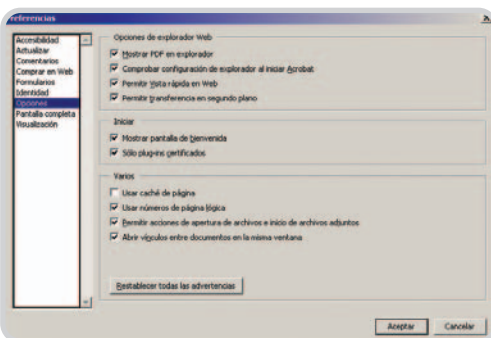 referencias
Accesibilidad
Actualizar
Comentarios
Comprar en Web
Formularios
Identidad
Opciones
Pantalla completa
Visualización
Opciones de explorador Web
Mostrar PDF en explorador
Comprobar configuración de explorador al iniciar Acrobat
Permitir Vista rápida en Web
Permitir transferencia en segundo plano
Iniciar
Mostrar pantalla de bienvenida
Sólo plug-ins certificados
Varios
Usar caché de página
Usar números de página lógica
Permitir acciones de apertura de archivos e inicio de archivos adjuntos
Abrir vínculos entre documentos en la misma ventana
Restablecer todas las advertencias
Aceptar Cancelar